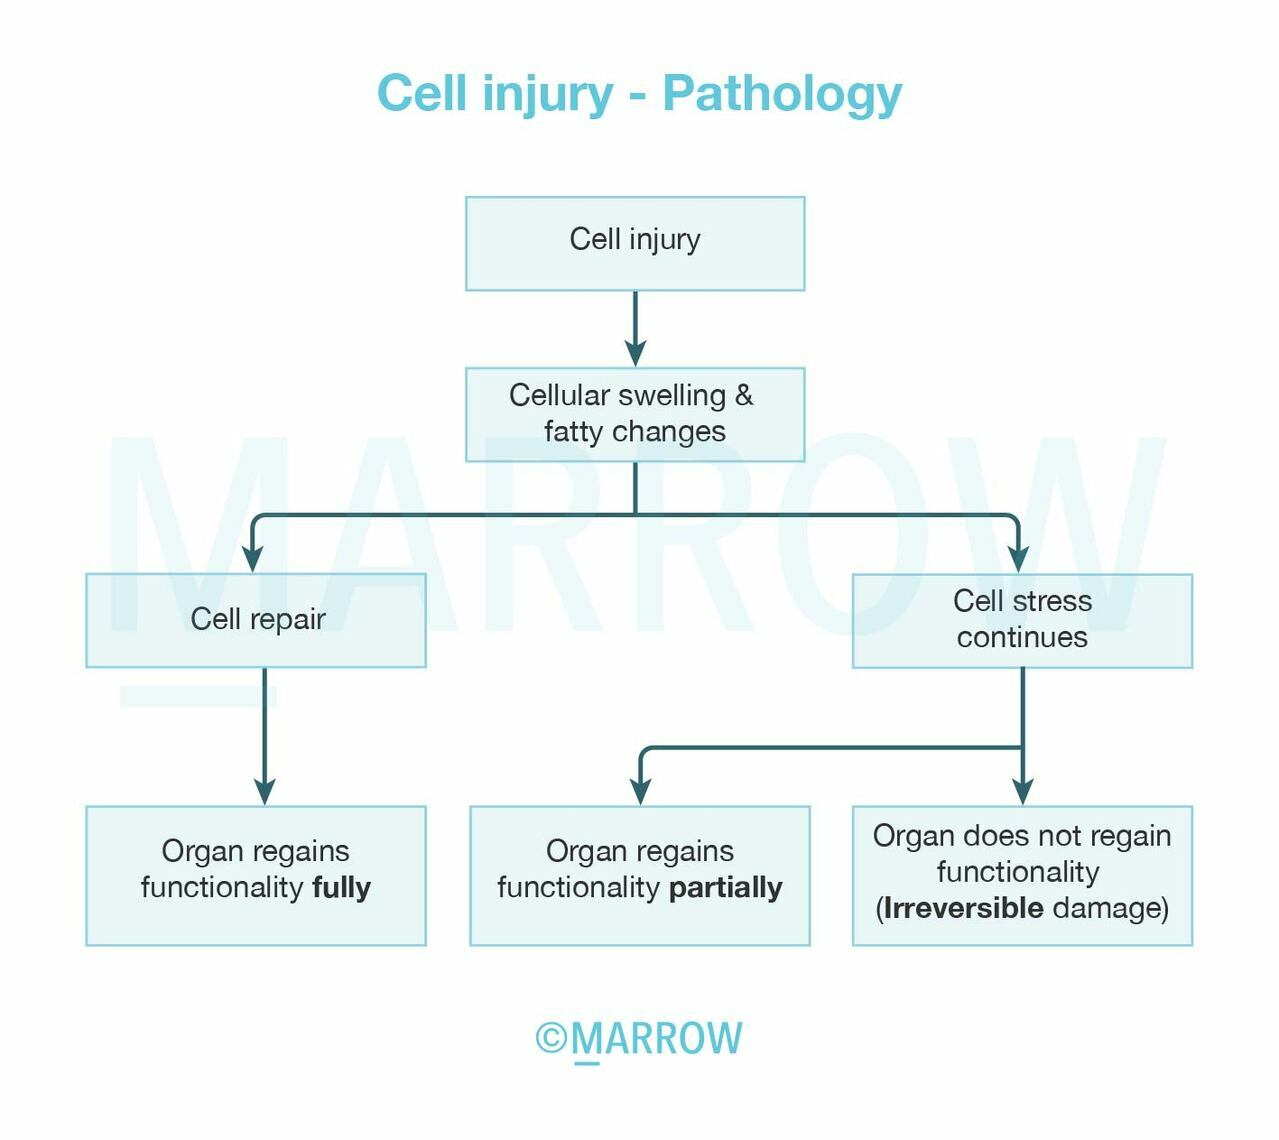 Cell injury - Pathology
Cell injury
Cellular swelling &
fatty changes
MARROW
Cell repair
Cell stress
continues
Organ regains
functionality fully
Organ regains
functionality partially
Organ does not regain
functionality
(Irreversible damage)
©MARROW